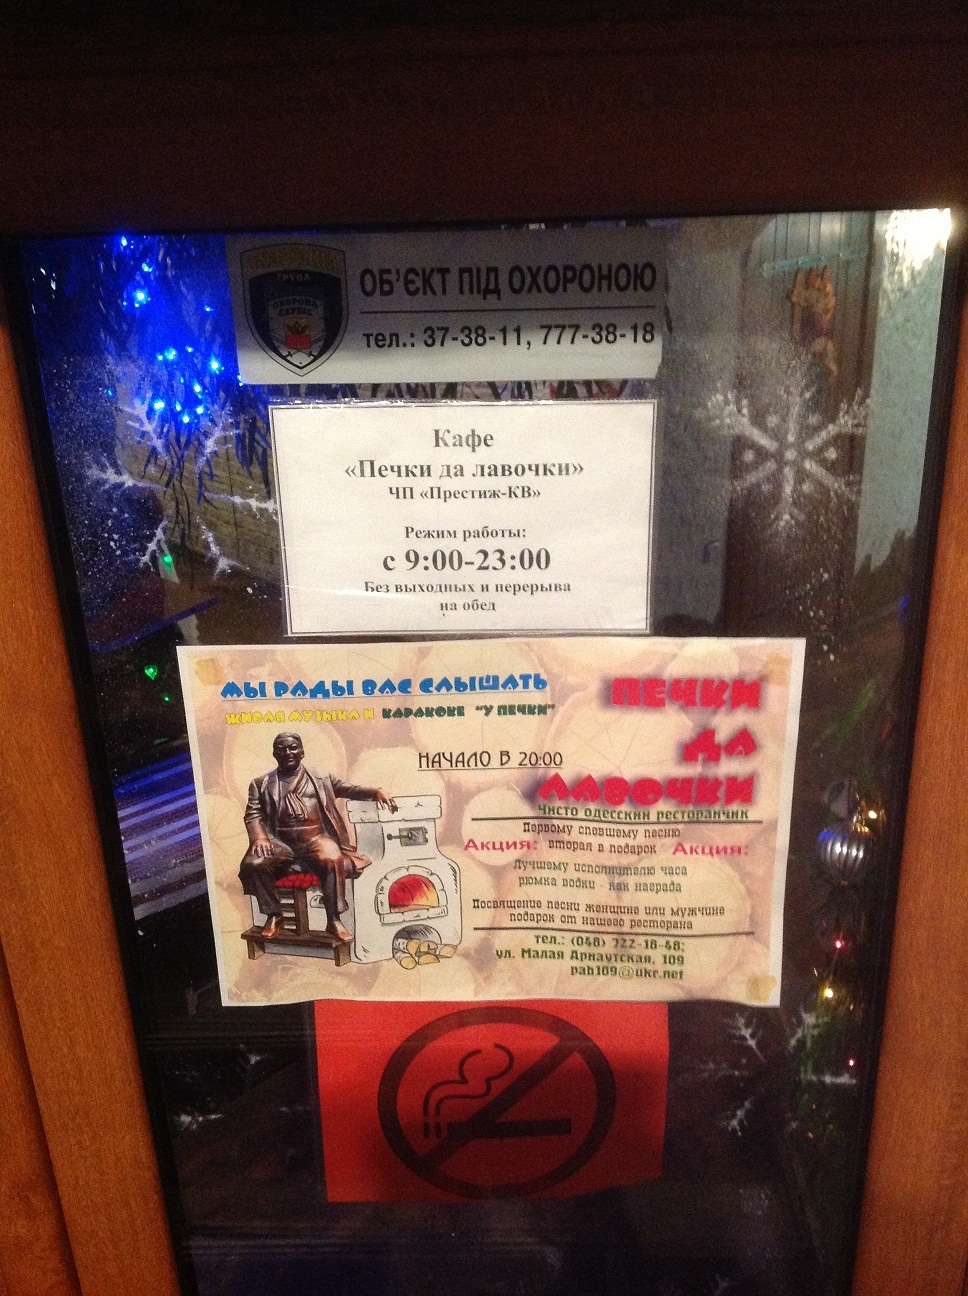 ОХОРОНА
СЕРВІС
ОБ'ЄКТ ПІД ОХОРОНОЮ
тел.: 37-38-11, 777-38-18
Кафе
«Печки да лавочки»
ЧП «Престиж-КВ»
Режим работы:
с 9:00-23:00
Без выходных и перерыва
на обед
МЫ РАДЫ ВАС СЛЫШАТЬ
ЖИВАЯ МУЗЫКА И КАРАОКЕ "У ПЕЧКИ"
НАЧАЛО В 20:00
ПЕЧКИ
ДА
ЛАВОЧКИ
Чисто одесский ресторанчик
Первому спевшему песню
Акция: вторая в подарок Акция:
Лучшему исполнителю часа
рюмка водки - как награда
Посвящение песни женщине или мужчине
подарок от нашего ресторана
тел.: (048) 722-16-48;
ул. Малая Арнаутская, 109
pah109@ukr.net